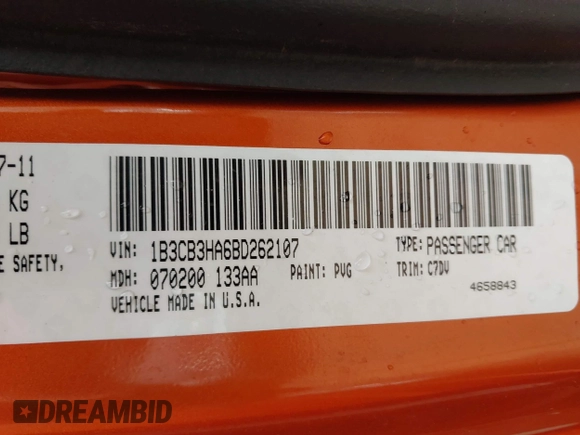 7-11
KG
LB
E SAFETY,
VIN: 1B3CB3HA6BD262107 TYPE: PASSENGER CAR
MDH: 070200 133AA PAINT: PVG TRIM: C7DV
VEHICLE MADE IN U.S.A. 4658843
DREAMBID